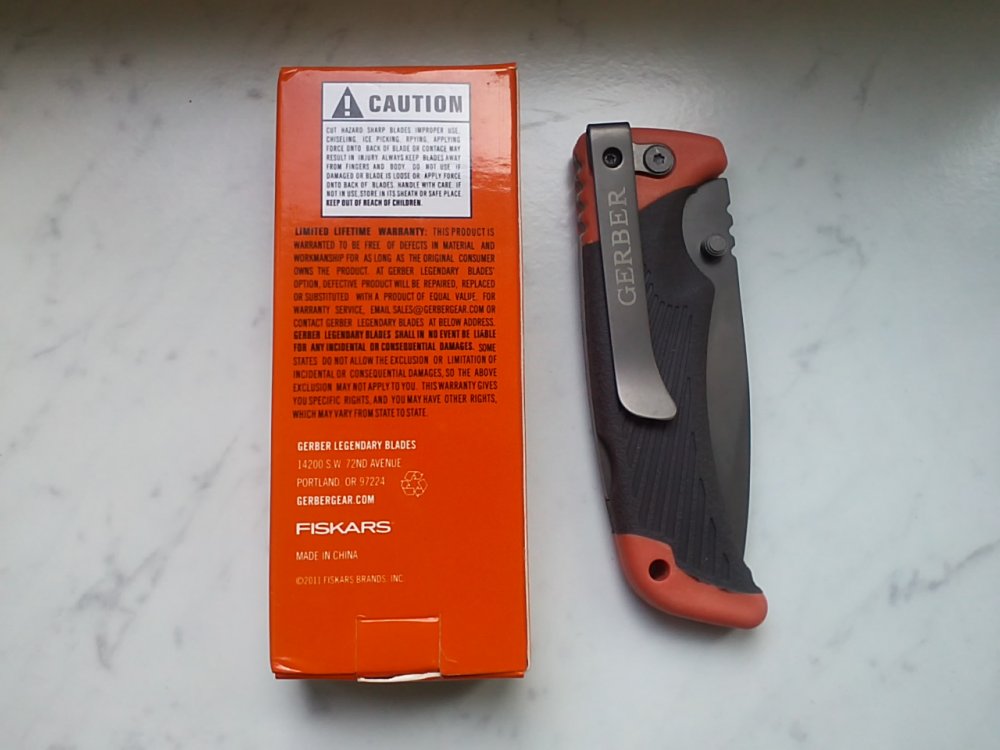 CAUTION
CUT HAZARD. SHARP BLADES. IMPROPER USE,
CHISELING, ICE PICKING, RPYING, APPLYING
FORCE ONTO BACK OF BLADE OR CONTACE MAY
RESULT IN INJURY. ALWAYS KEEP BLADES AWAY
FROM FINGERS AND BODY. DO NOT USE IF
DAMAGED OR BLADE IS LOOSE OR APPLY FORCE
ONTO BACK OF BLADES. HANDLE WITH CARE. IF
NOT IN USE, STORE IN ITS SHEATH OR SAFE PLACE.
KEEP OUT OF REACH OF CHILDREN.
LIMITED LIFETIME WARRANTY: THIS PRODUCT IS
WARRANTED TO BE FREE OF DEFECTS IN MATERIAL AND
WORKMANSHIP FOR AS LONG AS THE ORIGINAL CONSUMER
OWNS THE PRODUCT. AT GERBER LEGENDARY BLADES'
OPTION, DEFECTIVE PRODUCT WILL BE REPAIRED, REPLACED
OR SUBSTITUTED WITH A PRODUCT OF EQUAL VALUE. FOR
WARRANTY SERVICE, EMAIL SALES@GERBERGEAR.COM OR
CONTACT GERBER LEGENDARY BLADES AT BELOW ADDRESS.
GERBER LEGENDARY BLADES SHALL IN NO EVENT BE LIABLE
FOR ANY INCIDENTAL OR CONSEQUENTIAL DAMAGES. SOME
STATES DO NOT ALLOW THE EXCLUSION OR LIMITATION OF
INCIDENTAL OR CONSEQUENTIAL DAMAGES, SO THE ABOVE
EXCLUSION MAY NOT APPLY TO YOU. THIS WARRANTY GIVES
YOU SPECIFIC RIGHTS, AND YOU MAY HAVE OTHER RIGHTS,
WHICH MAY VARY FROM STATE TO STATE.
GERBER LEGENDARY BLADES
14200 S.W. 72ND AVENUE
PORTLAND, OR 97224
GERBERGEAR.COM
FISKARS
MADE IN CHINA
©2011 FISKARS BRANDS, INC.
GERBER